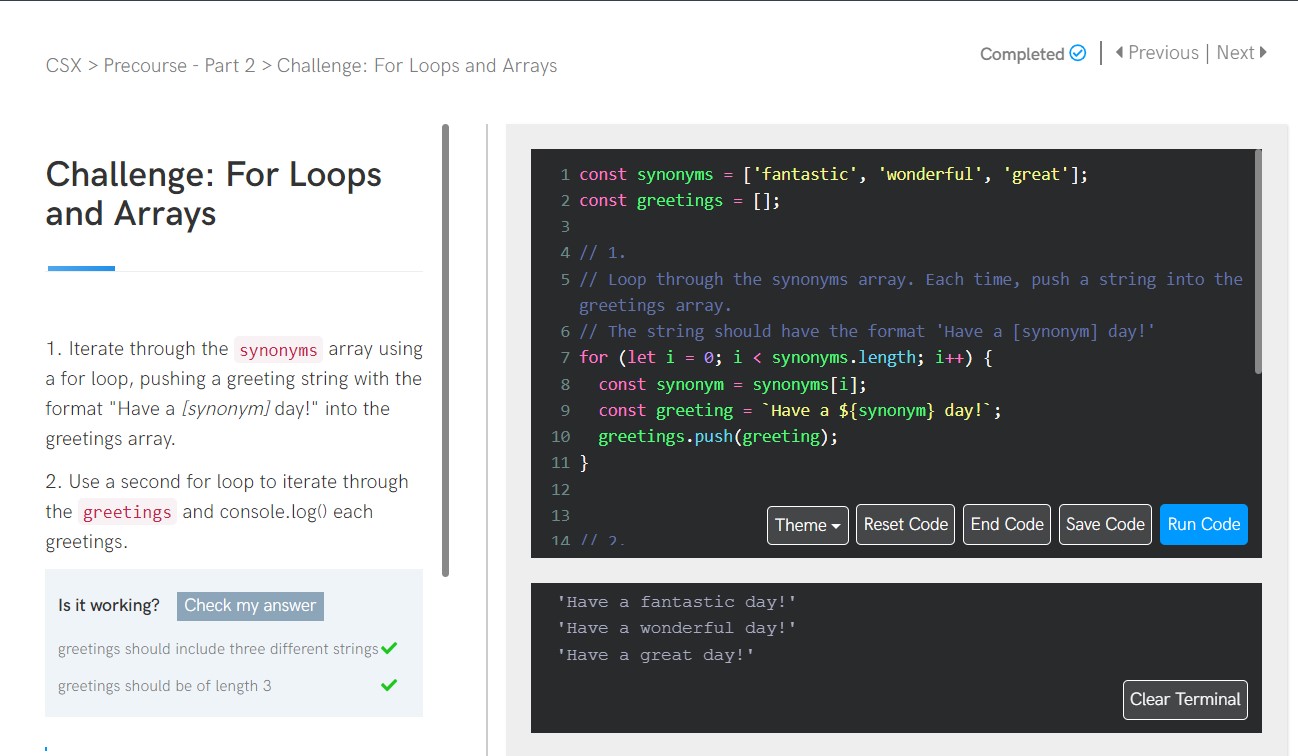 CSX > Precourse - Part 2 > Challenge: For Loops and Arrays
Completed | Previous | Next
Challenge: For Loops
and Arrays
1. Iterate through the synonyms array using
a for loop, pushing a greeting string with the
format "Have a [synonym] day!" into the
greetings array.
2. Use a second for loop to iterate through
the greetings and console.log() each
greetings.
Is it working? Check my answer
greetings should include three different strings
greetings should be of length 3
1 const synonyms = ['fantastic', 'wonderful', 'great'];
2 const greetings = [];
3
4 // 1.
5 // Loop through the synonyms array. Each time, push a string into the
greetings array.
6 // The string should have the format 'Have a [synonym] day!'
7 for (let i = 0; i < synonyms.length; i++) {
8   const synonym = synonyms[i];
9   const greeting = `Have a ${synonym} day!`;
10   greetings.push(greeting);
11 }
12
13
14 // 2.
Theme Reset Code End Code Save Code Run Code
'Have a fantastic day!'
'Have a wonderful day!'
'Have a great day!'
Clear Terminal